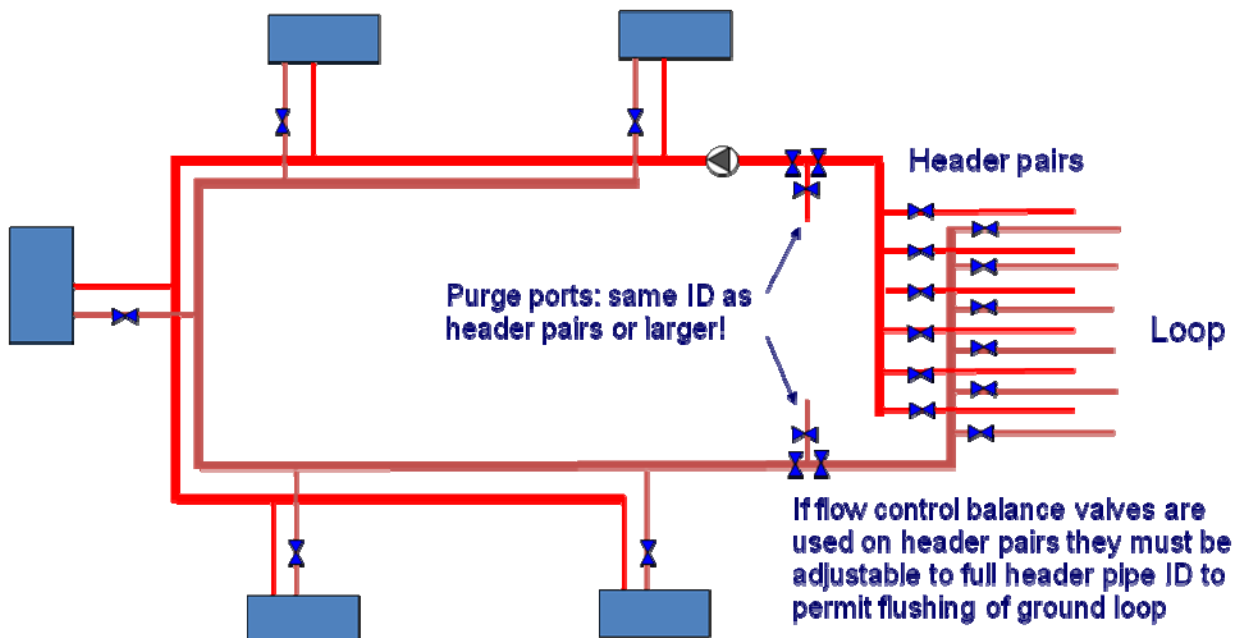 Header pairs
Purge ports: same ID as
header pairs or larger!
Loop
If flow control balance valves are
used on header pairs they must be
adjustable to full header pipe ID to
permit flushing of ground loop